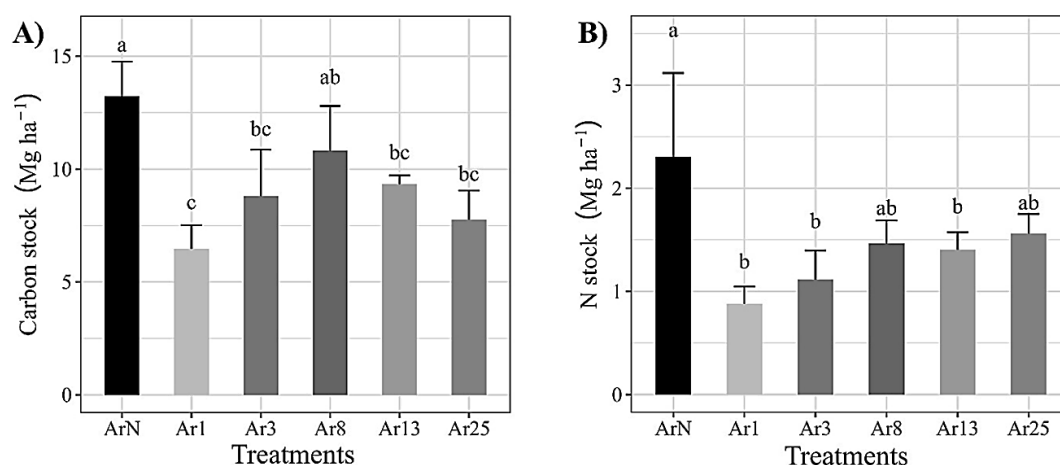 A)
Carbon stock (Mg ha⁻¹)
15
10
5
0
a
c
bc
ab
bc
bc
ArN Ar1 Ar3 Ar8 Ar13 Ar25
Treatments
B)
N stock (Mg ha⁻¹)
3
2
1
0
a
b
b
ab
b
ab
ArN Ar1 Ar3 Ar8 Ar13 Ar25
Treatments